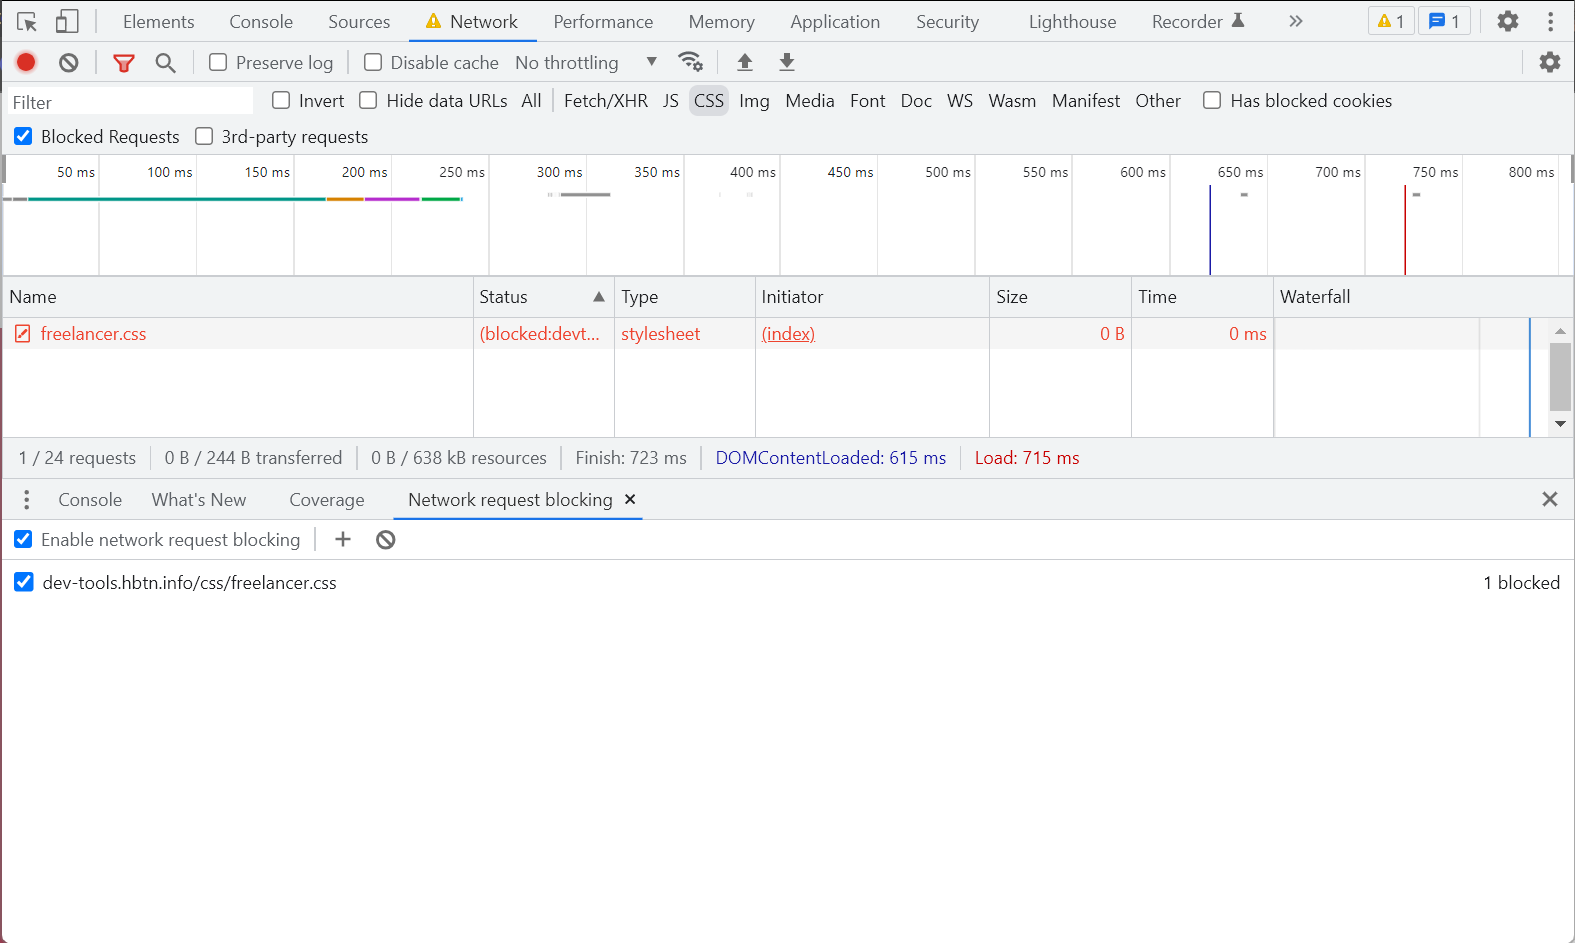 Elements Console Sources Network Performance Memory Application Security Lighthouse Recorder 1 1
Preserve log Disable cache No throttling
Filter Invert Hide data URLs All Fetch/XHR JS CSS Img Media Font Doc WS Wasm Manifest Other Has blocked cookies
Blocked Requests 3rd-party requests
50 ms 100 ms 150 ms 200 ms 250 ms 300 ms 350 ms 400 ms 450 ms 500 ms 550 ms 600 ms 650 ms 700 ms 750 ms 800 ms
Name Status Type Initiator Size Time Waterfall
freelancer.css (blocked:devt... stylesheet (index) 0 B 0 ms
1 / 24 requests 0 B / 244 B transferred 0 B / 638 kB resources Finish: 723 ms DOMContentLoaded: 615 ms Load: 715 ms
Console What's New Coverage Network request blocking
Enable network request blocking
dev-tools.hbtn.info/css/freelancer.css 1 blocked